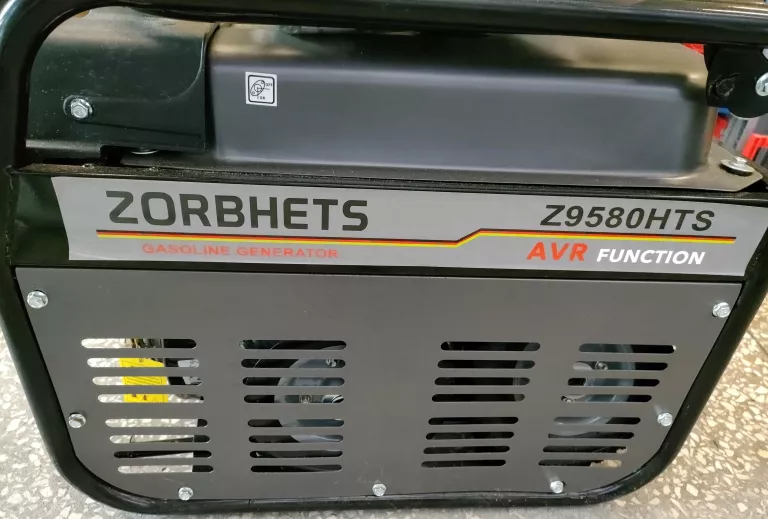 ZORBHETS
Z9580HTS
GASOLINE GENERATOR
AVR FUNCTION